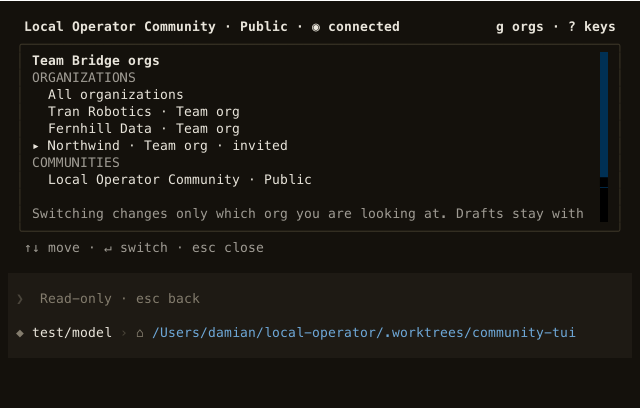 Local Operator Community · Public · ◉ connected g orgs · ? keys
Team Bridge orgs
ORGANIZATIONS
All organizations
Tran Robotics · Team org
Fernhill Data · Team org
▸ Northwind · Team org · invited
COMMUNITIES
Local Operator Community · Public
Switching changes only which org you are looking at. Drafts stay with
↑↓ move · ↵ switch · esc close
❯ Read-only · esc back
◆ test/model › ⌂ /Users/damian/local-operator/.worktrees/community-tui